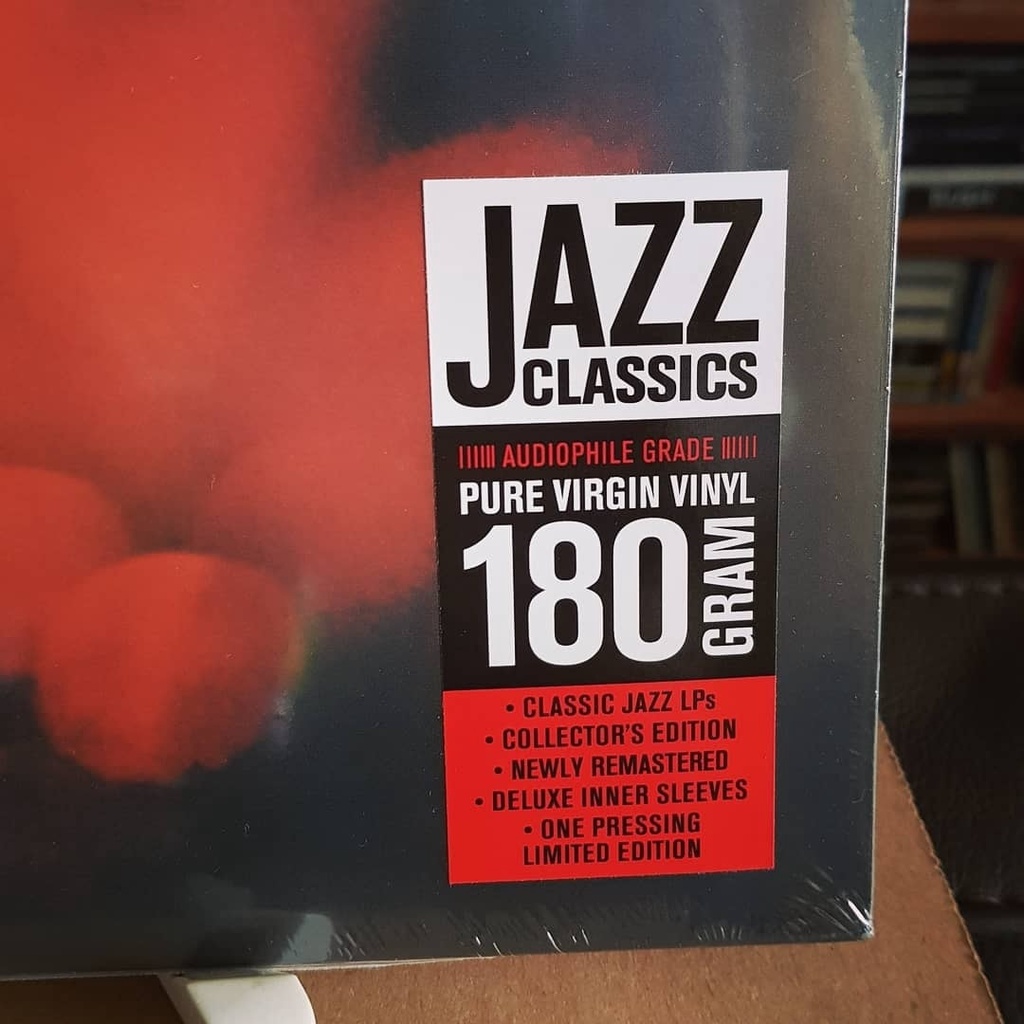 JAZZ
CLASSICS
AUDIOPHILE GRADE
PURE VIRGIN VINYL
180 GRAM
• CLASSIC JAZZ LPs
• COLLECTOR'S EDITION
• NEWLY REMASTERED
• DELUXE INNER SLEEVES
• ONE PRESSING
LIMITED EDITION